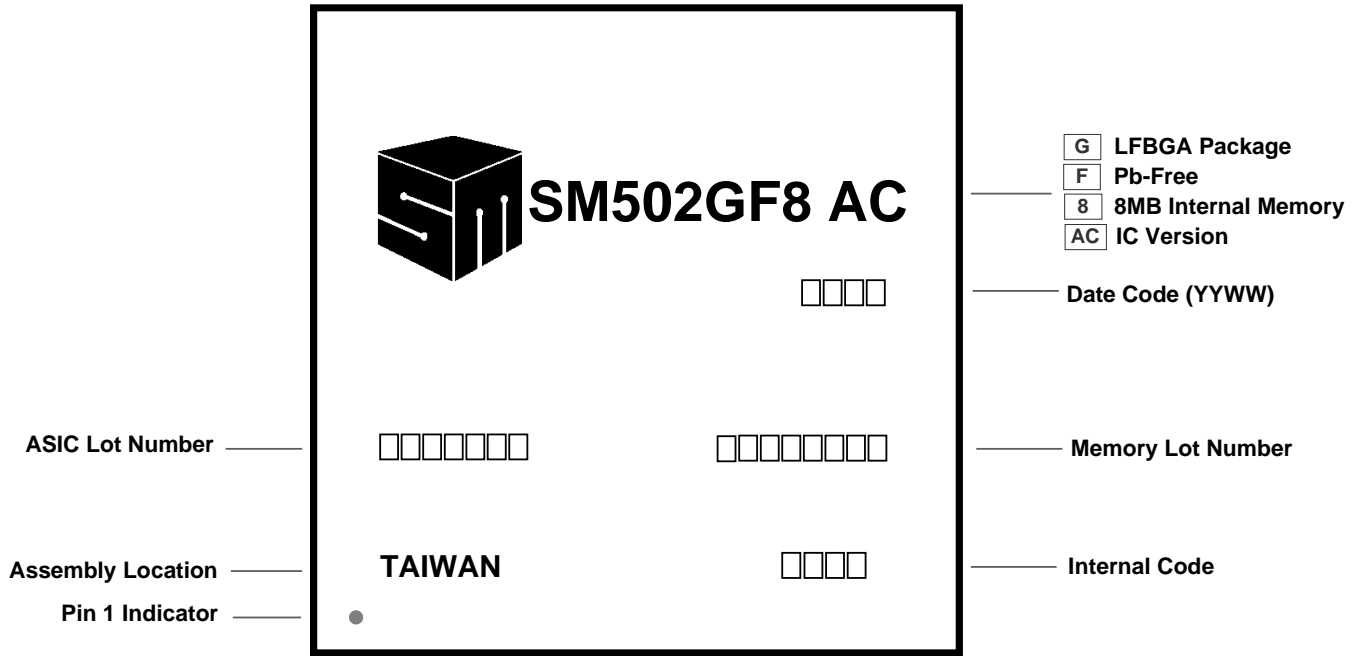 G LFBGA Package
F Pb-Free
8 8MB Internal Memory
AC IC Version
SM502GF8 AC
Date Code (YYWW)
□□□□
ASIC Lot Number
□□□□□□□
□□□□□□□□
Memory Lot Number
Assembly Location
TAIWAN
□□□□
Internal Code
Pin 1 Indicator